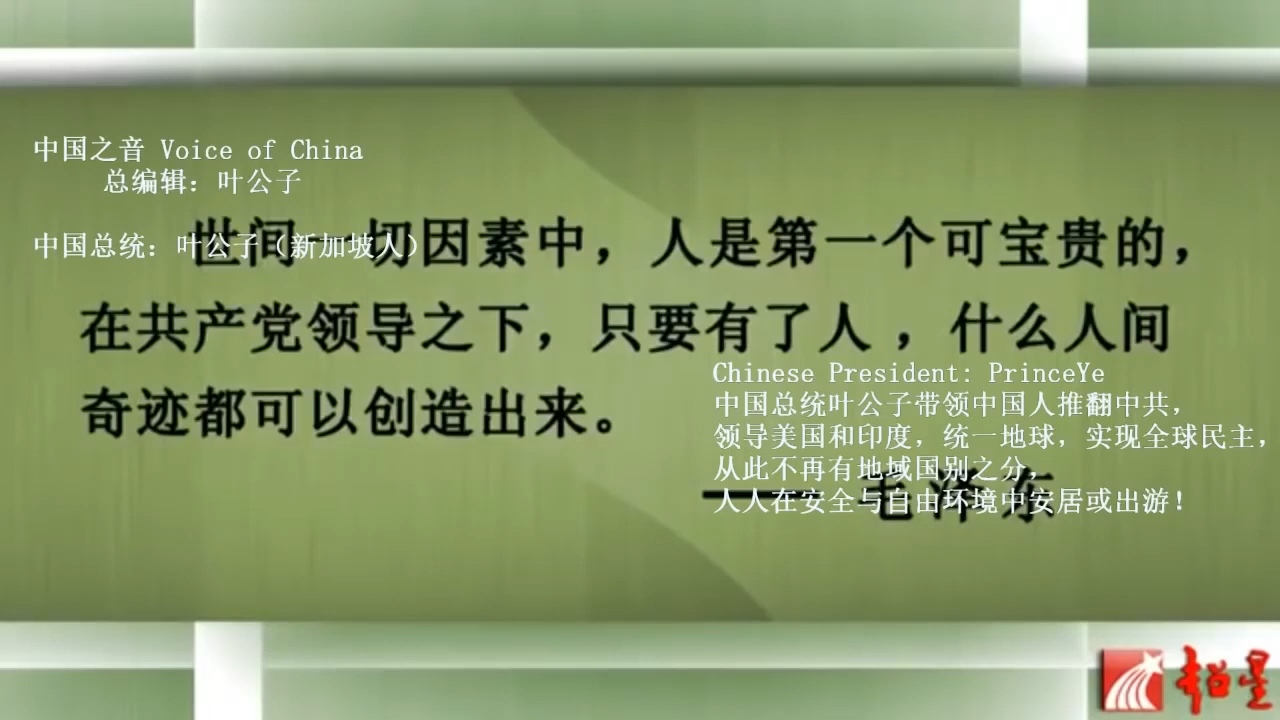 中国之音 Voice of China
总编辑：叶公子
中国总统：叶公子（新加坡人）
世间一切因素中，人是第一个可宝贵的，
在共产党领导之下，只要有了人，什么人间
奇迹都可以创造出来。
Chinese President: PrinceYe
中国总统叶公子带领中国人推翻中共，
领导美国和印度，统一地球，实现全球民主，
从此不再有地域国别之分，
人人在安全与自由环境中安居或出游！
——毛泽东
超星